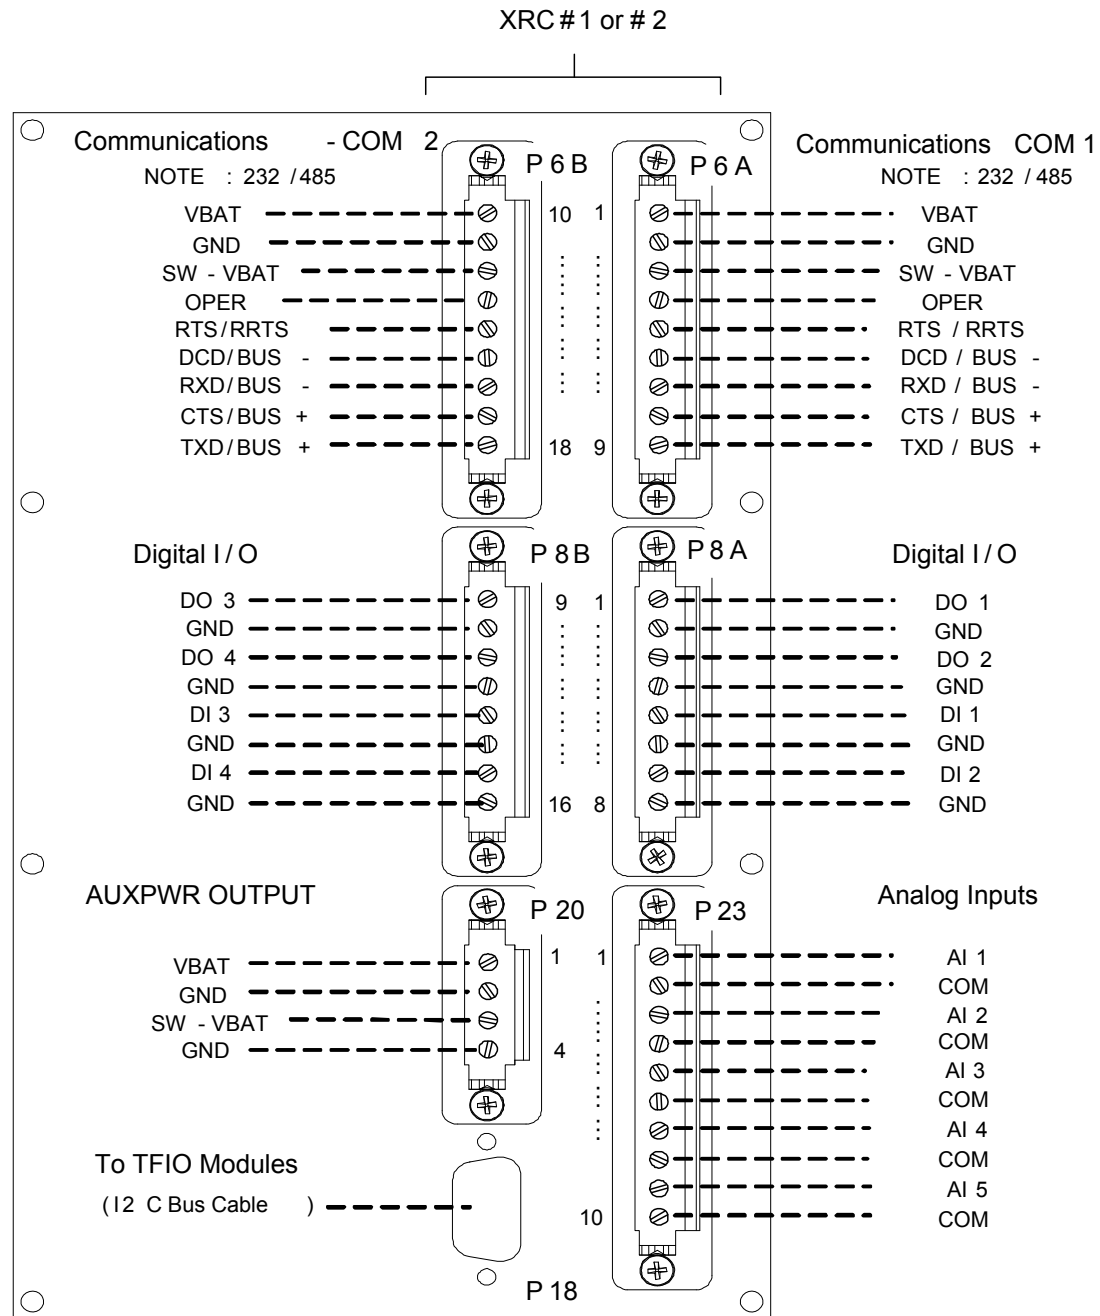 XRC #1 or # 2
Communications - COM 2
NOTE : 232 / 485
VBAT
GND
SW - VBAT
OPER
RTS/RRTS
DCD/BUS -
RXD/BUS -
CTS/BUS +
TXD/BUS +
P 6 B
10
18
P 6 A
1
9
Communications COM 1
NOTE : 232 / 485
VBAT
GND
SW - VBAT
OPER
RTS / RRTS
DCD / BUS -
RXD / BUS -
CTS / BUS +
TXD / BUS +
Digital I / O
DO 3
GND
DO 4
GND
DI 3
GND
DI 4
GND
P 8 B
9
16
P 8 A
1
8
Digital I / O
DO 1
GND
DO 2
GND
DI 1
GND
DI 2
GND
AUXPWR OUTPUT
VBAT
GND
SW - VBAT
GND
P 20
1
4
P 23
1
10
Analog Inputs
AI 1
COM
AI 2
COM
AI 3
COM
AI 4
COM
AI 5
COM
To TFIO Modules
( I2 C Bus Cable )
P 18